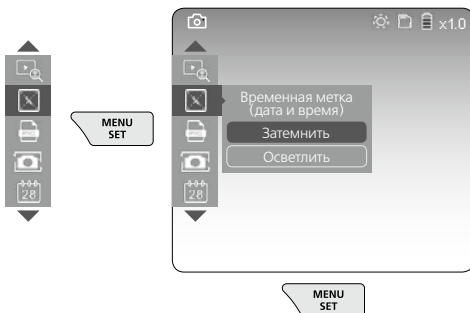 x1.0
28
MENU
SET
28
Временная метка
(дата и время)
Затемнить
Осветлить
MENU
SET